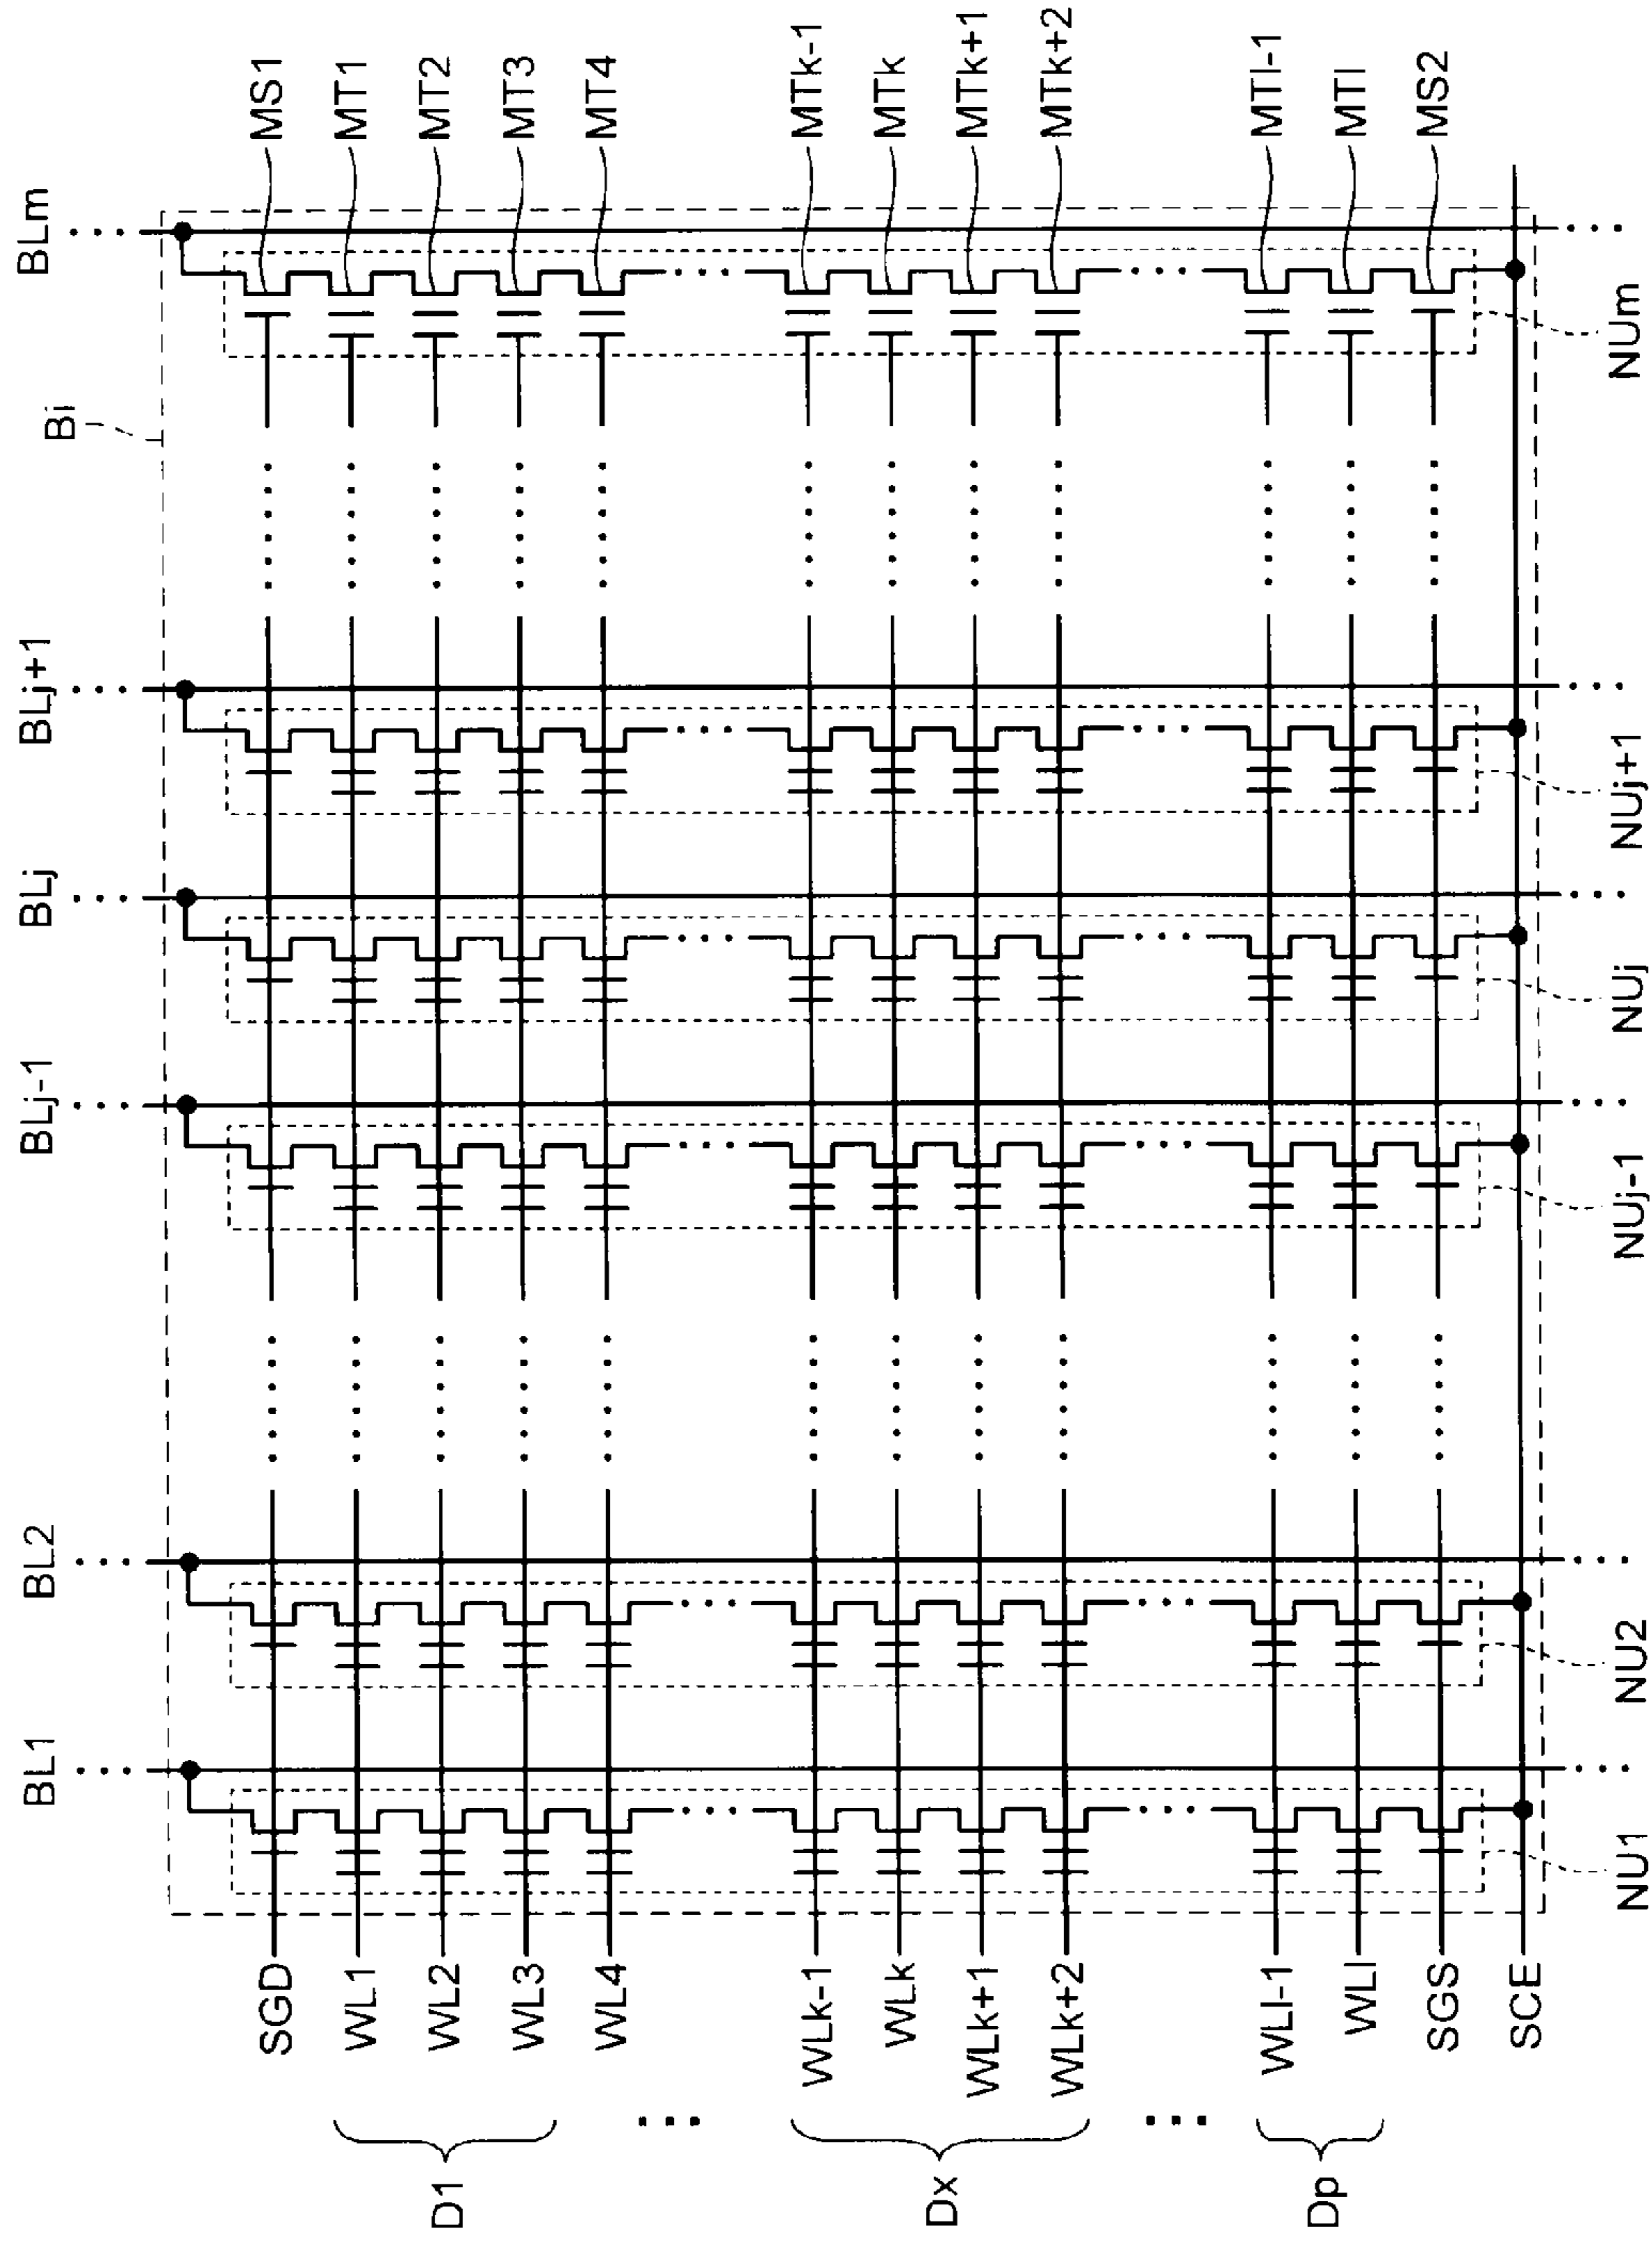 BL1
BL2
BLj-1
BLj
BLj+1
BLm
Bi
MS1
MT1
MT2
MT3
MT4
MTk-1
MTk
MTk+1
MTk+2
MTl-1
MTl
MS2
SGD
WL1
WL2
WL3
WL4
WLk-1
WLk
WLk+1
WLk+2
WLl-1
WLl
SGS
SCE
D1
Dx
Dp
NU1
NU2
NUj-1
NUj
NUj+1
NUm